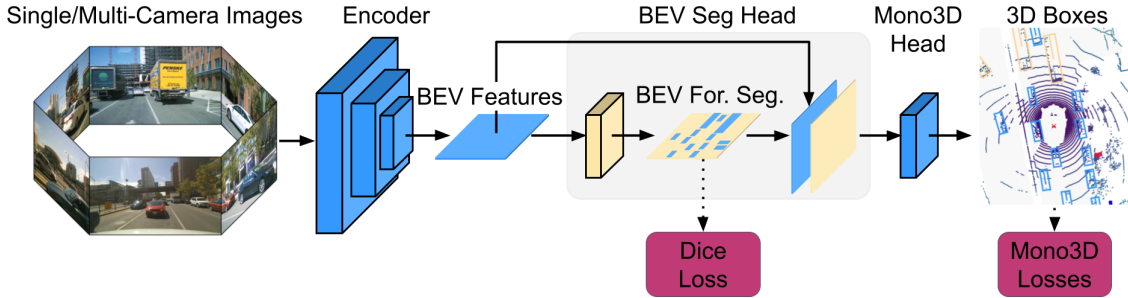 Single/Multi-Camera Images
Encoder
BEV Seg Head
Mono3D
Head
3D Boxes
PENSKE
BEV Features
BEV For. Seg.
Dice
Loss
Mono3D
Losses